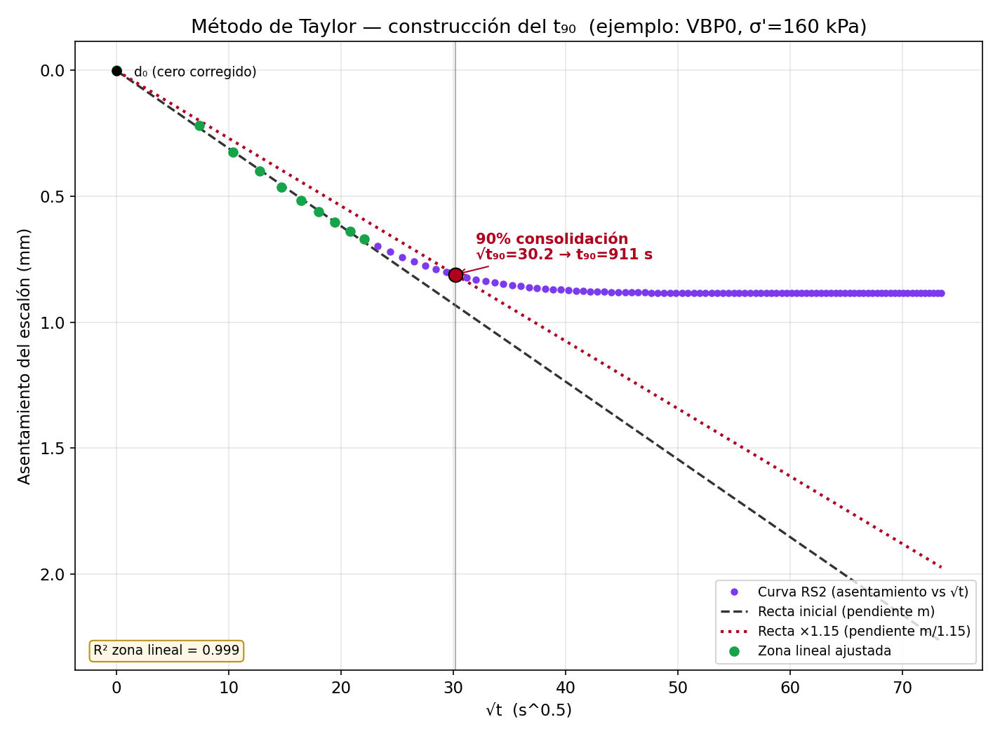 Método de Taylor — construcción del t₉₀ (ejemplo: VBP0, σ'=160 kPa)
d₀ (cero corregido)
90% consolidación
√t₉₀=30.2 → t₉₀=911 s
Asentamiento del escalón (mm)
0.0
0.5
1.0
1.5
2.0
Curva RS2 (asentamiento vs √t)
Recta inicial (pendiente m)
Recta ×1.15 (pendiente m/1.15)
Zona lineal ajustada
R² zona lineal = 0.999
0 10 20 30 40 50 60 70
√t (s^0.5)